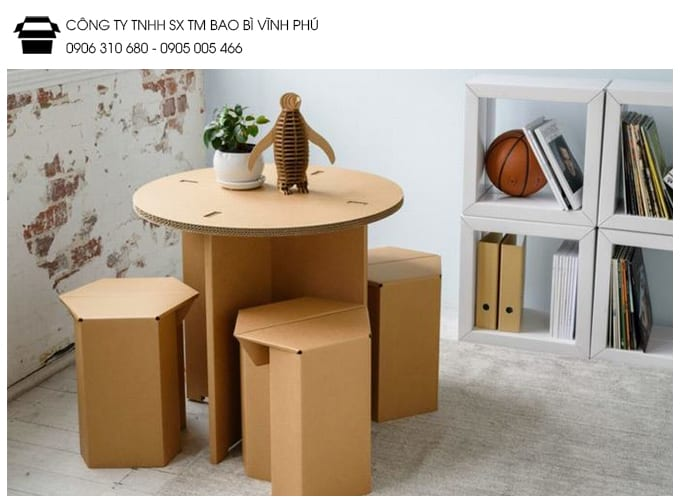 CÔNG TY TNHH SX TM BAO BÌ VĨNH PHÚ
0906 310 680 - 0905 005 466